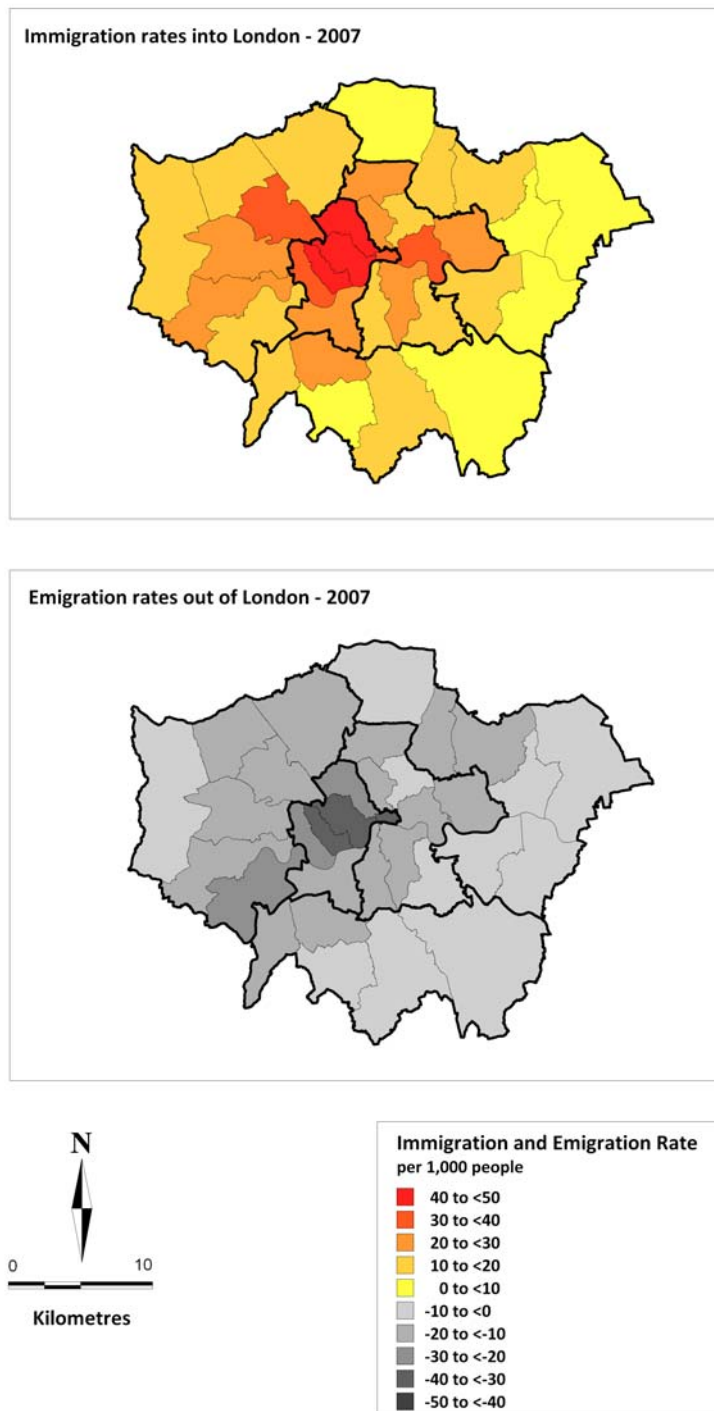 Immigration rates into London - 2007
Emigration rates out of London - 2007
N
0 10
Kilometres
Immigration and Emigration Rate
per 1,000 people
40 to <50
30 to <40
20 to <30
10 to <20
0 to <10
-10 to <0
-20 to <-10
-30 to <-20
-40 to <-30
-50 to <-40